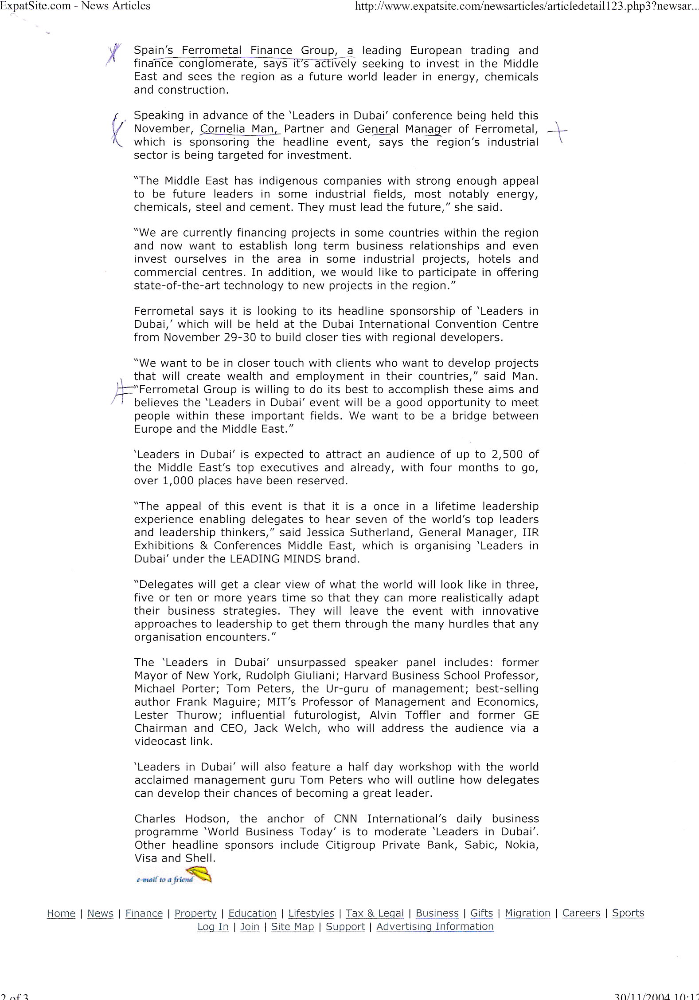 ExpatSite.com - News Articles
http://www.expatsite.com/newsarticles/articledetail123.php3?newsar...
Spain's Ferrometal Finance Group, a leading European trading and
finance conglomerate, says it's actively seeking to invest in the Middle
East and sees the region as a future world leader in energy, chemicals
and construction.
Speaking in advance of the ‘Leaders in Dubai’ conference being held this
November, Cornelia Man, Partner and General Manager of Ferrometal,
which is sponsoring the headline event, says the region's industrial
sector is being targeted for investment.
“The Middle East has indigenous companies with strong enough appeal
to be future leaders in some industrial fields, most notably energy,
chemicals, steel and cement. They must lead the future,” she said.
“We are currently financing projects in some countries within the region
and now want to establish long term business relationships and even
invest ourselves in the area in some industrial projects, hotels and
commercial centres. In addition, we would like to participate in offering
state-of-the-art technology to new projects in the region.”
Ferrometal says it is looking to its headline sponsorship of ‘Leaders in
Dubai,’ which will be held at the Dubai International Convention Centre
from November 29-30 to build closer ties with regional developers.
“We want to be in closer touch with clients who want to develop projects
that will create wealth and employment in their countries,” said Man.
“Ferrometal Group is willing to do its best to accomplish these aims and
believes the ‘Leaders in Dubai’ event will be a good opportunity to meet
people within these important fields. We want to be a bridge between
Europe and the Middle East.”
‘Leaders in Dubai’ is expected to attract an audience of up to 2,500 of
the Middle East's top executives and already, with four months to go,
over 1,000 places have been reserved.
“The appeal of this event is that it is a once in a lifetime leadership
experience enabling delegates to hear seven of the world's top leaders
and leadership thinkers,” said Jessica Sutherland, General Manager, IIR
Exhibitions & Conferences Middle East, which is organising ‘Leaders in
Dubai’ under the LEADING MINDS brand.
“Delegates will get a clear view of what the world will look like in three,
five or ten or more years time so that they can more realistically adapt
their business strategies. They will leave the event with innovative
approaches to leadership to get them through the many hurdles that any
organisation encounters.”
The ‘Leaders in Dubai’ unsurpassed speaker panel includes: former
Mayor of New York, Rudolph Giuliani; Harvard Business School Professor,
Michael Porter; Tom Peters, the Ur-guru of management; best-selling
author Frank Maguire; MIT's Professor of Management and Economics,
Lester Thurow; influential futurologist, Alvin Toffler and former GE
Chairman and CEO, Jack Welch, who will address the audience via a
videocast link.
‘Leaders in Dubai’ will also feature a half day workshop with the world
acclaimed management guru Tom Peters who will outline how delegates
can develop their chances of becoming a great leader.
Charles Hodson, the anchor of CNN International's daily business
programme ‘World Business Today’ is to moderate ‘Leaders in Dubai’.
Other headline sponsors include Citigroup Private Bank, Sabic, Nokia,
Visa and Shell.
e-mail to a friend
Home | News | Finance | Property | Education | Lifestyles | Tax & Legal | Business | Gifts | Migration | Careers | Sports
Log In | Join | Site Map | Support | Advertising Information
2 of 3
30/11/2004 10:12